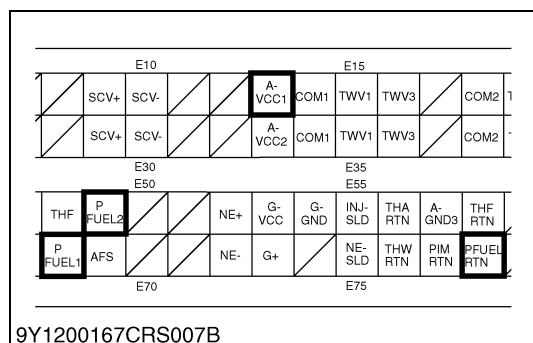 E10 E15
A-
SCV+ SCV- VCC1 COM1 TWV1 TWV3 COM2
A-
SCV+ SCV- VCC2 COM1 TWV1 TWV3 COM2
E30 E35
E50 E55
P G- G- INJ- THA A- THF
THF FUEL2 NE+ VCC GND SLD RTN GND3 RTN
P NE- THW PIM PFUEL
FUEL1 AFS NE- G+ SLD RTN RTN RTN
E70 E75
9Y1200167CRS007B